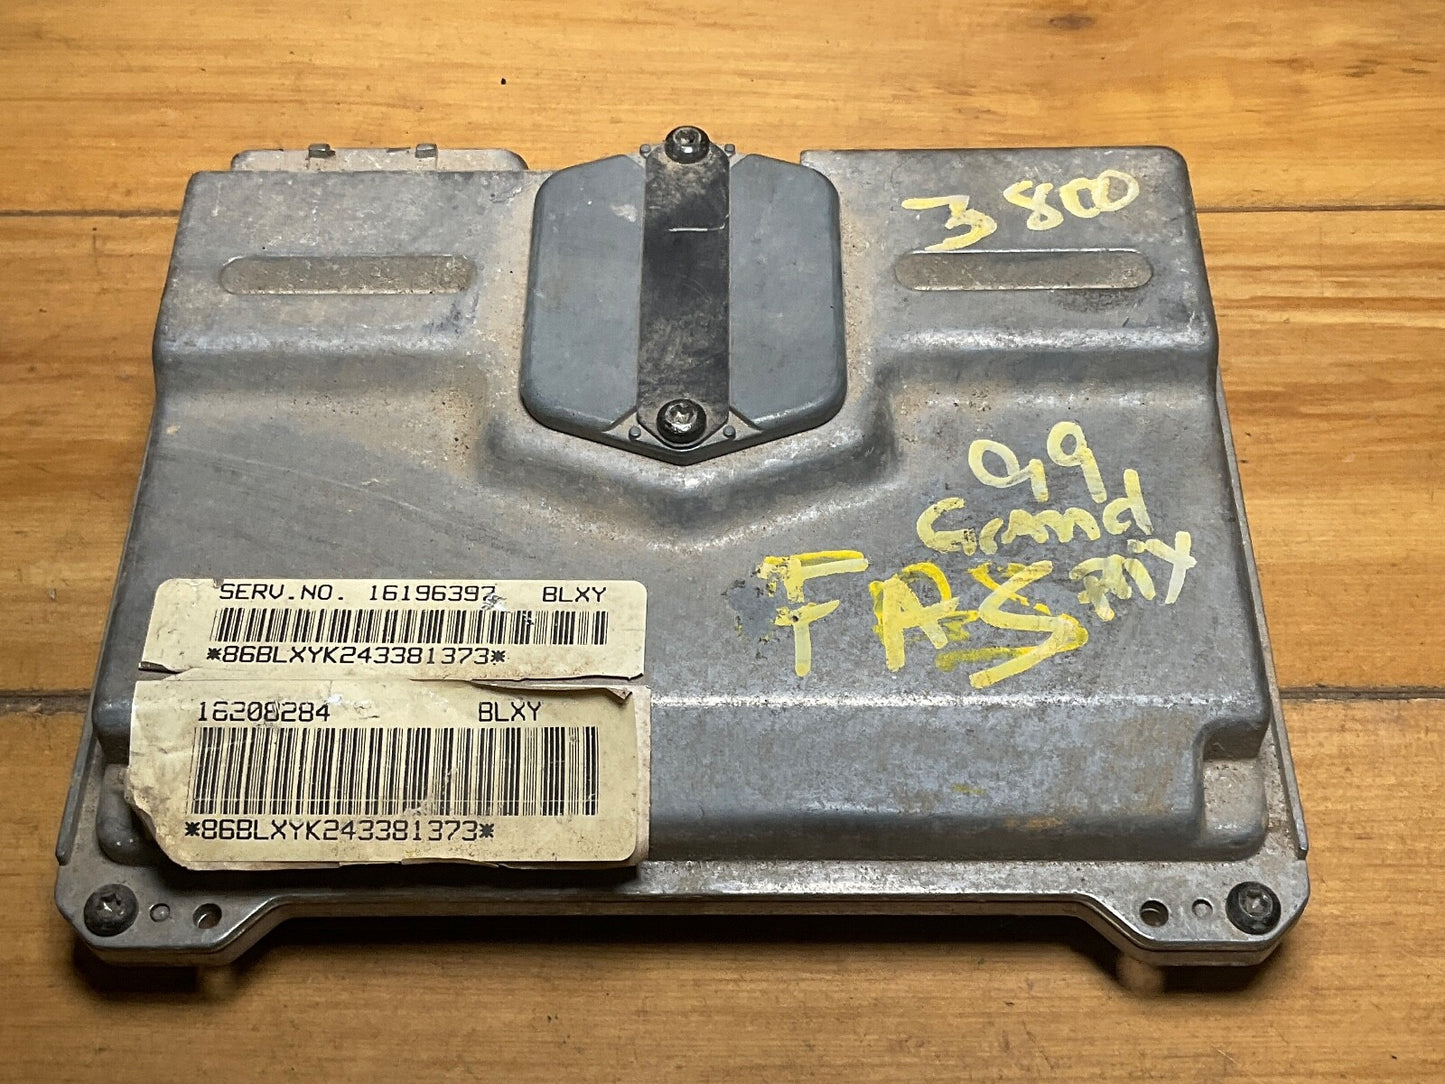 3800
99
Grand
Prix
FAS
SERV.NO. 16196397 BLXY
*86BLXYK243381373*
16208284 BLXY
*86BLXYK243381373*